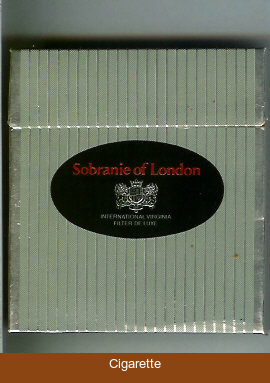 Sobranie of London
INTERNATIONAL VIRGINIA
FILTER DE LUXE
Cigarette